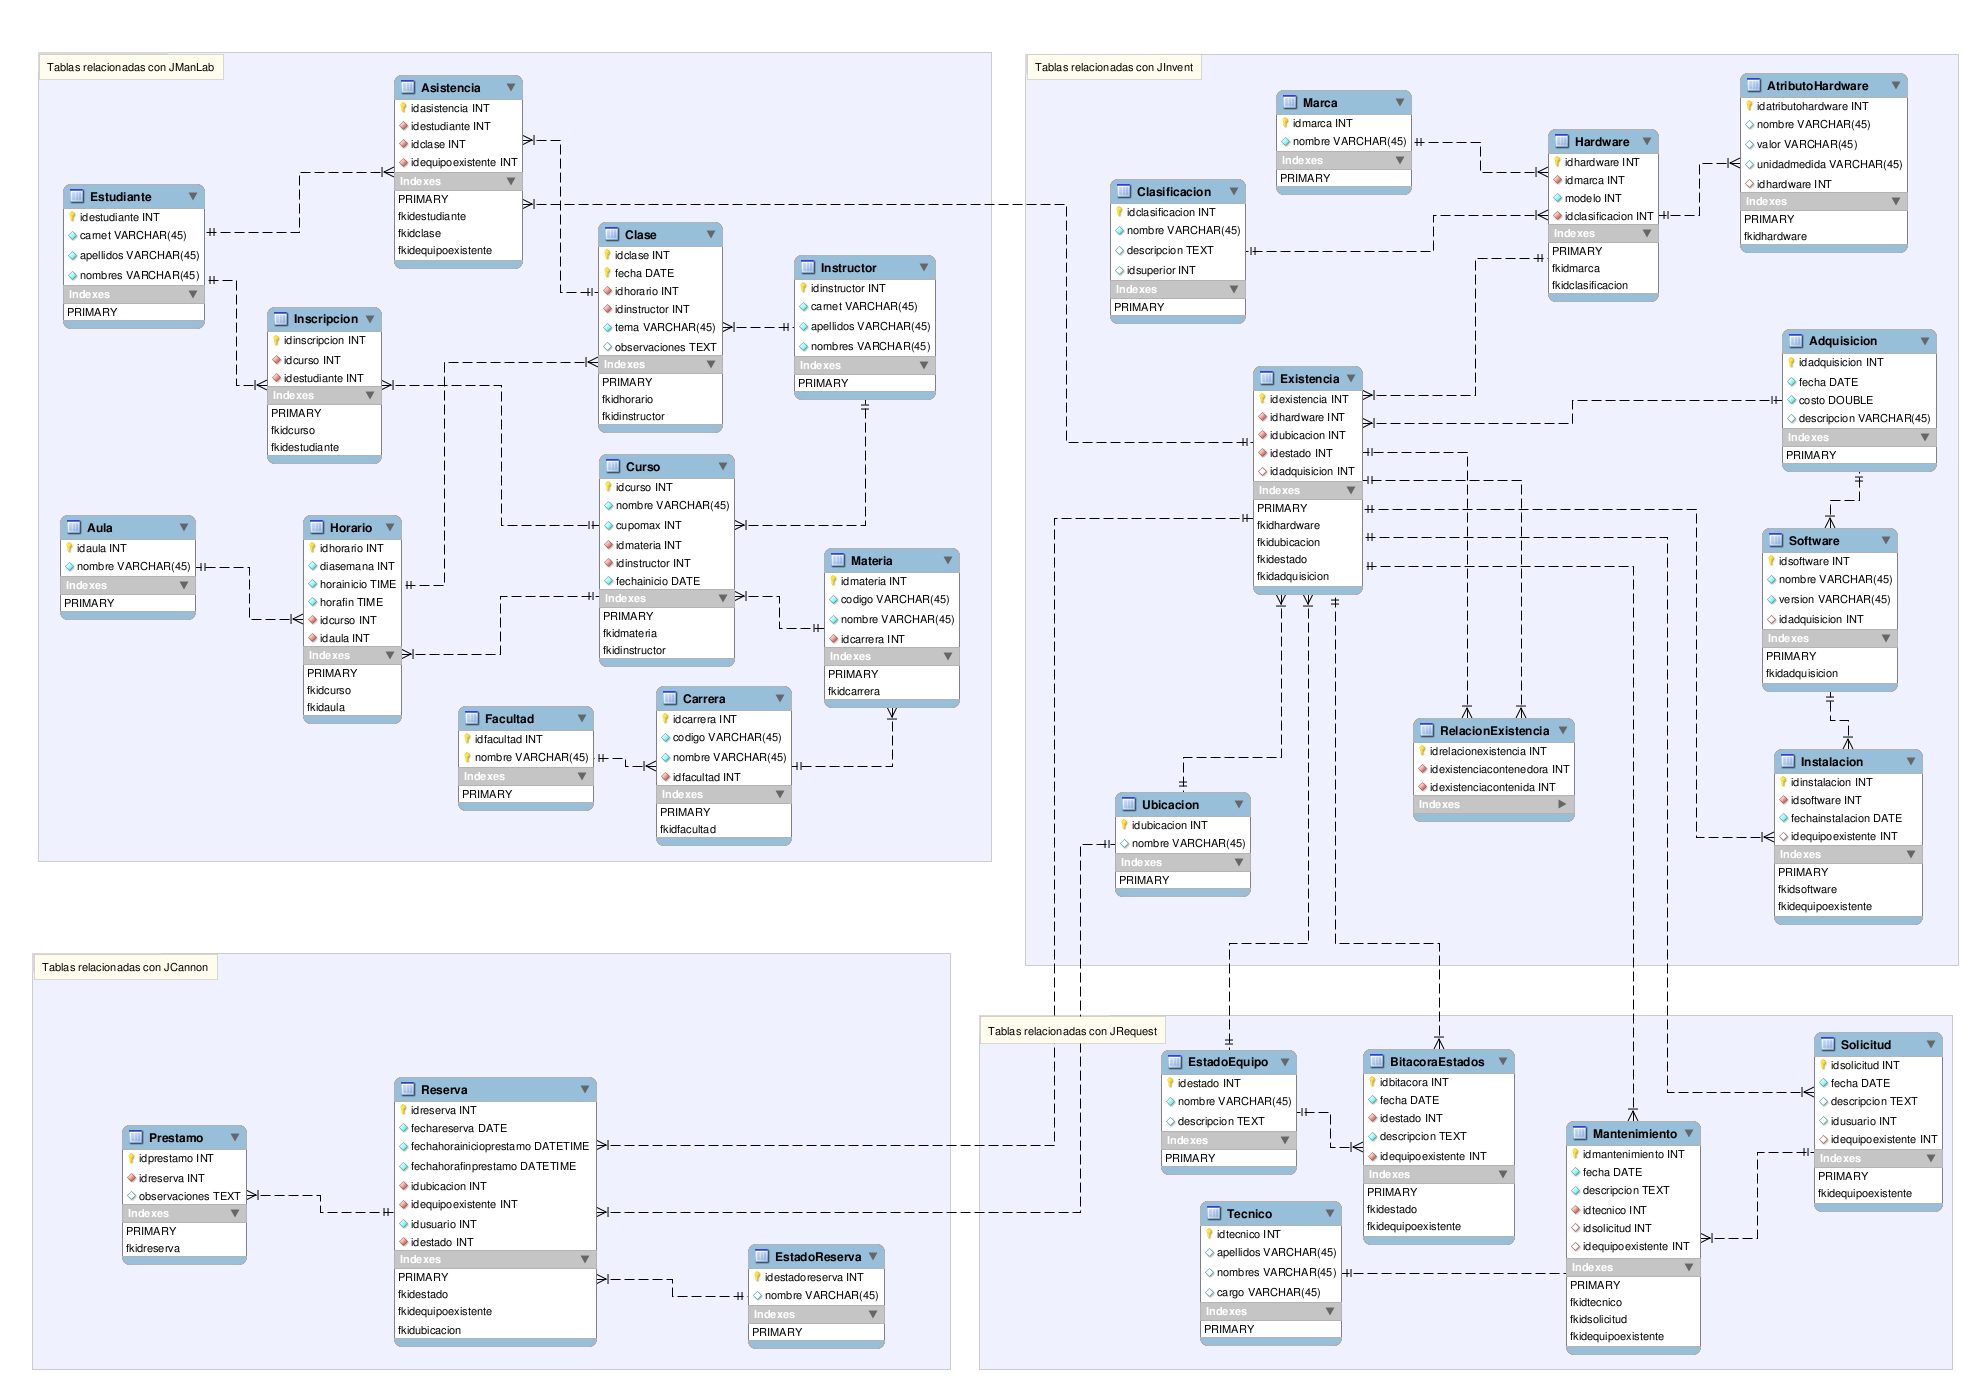 Tablas relacionadas con JManLab
Asistencia
idasistencia INT
idestudiante INT
idclase INT
idequipoexistente INT
Indexes
PRIMARY
fkidestudiante
fkidclase
fkidequipoexistente
Estudiante
idestudiante INT
carnet VARCHAR(45)
apellidos VARCHAR(45)
nombres VARCHAR(45)
Indexes
PRIMARY
Clase
idclase INT
fecha DATE
idhorario INT
idinstructor INT
tema VARCHAR(45)
observaciones TEXT
Indexes
PRIMARY
fkidhorario
fkidinstructor
Instructor
idinstructor INT
carnet VARCHAR(45)
apellidos VARCHAR(45)
nombres VARCHAR(45)
Indexes
PRIMARY
Inscripcion
idinscripcion INT
idcurso INT
idestudiante INT
Indexes
PRIMARY
fkidcurso
fkidestudiante
Curso
idcurso INT
nombre VARCHAR(45)
cupomax INT
idmateria INT
idinstructor INT
fechainicio DATE
Indexes
PRIMARY
fkidmateria
fkidinstructor
Aula
idaula INT
nombre VARCHAR(45)
Indexes
PRIMARY
Horario
idhorario INT
diasemana INT
horainicio TIME
horafin TIME
idcurso INT
idaula INT
Indexes
PRIMARY
fkidcurso
fkidaula
Materia
idmateria INT
codigo VARCHAR(45)
nombre VARCHAR(45)
idcarrera INT
Indexes
PRIMARY
fkidcarrera
Facultad
idfacultad INT
nombre VARCHAR(45)
Indexes
PRIMARY
Carrera
idcarrera INT
codigo VARCHAR(45)
nombre VARCHAR(45)
idfacultad INT
Indexes
PRIMARY
fkidfacultad
Tablas relacionadas con JInvent
Marca
idmarca INT
nombre VARCHAR(45)
Indexes
PRIMARY
Clasificacion
idclasificacion INT
nombre VARCHAR(45)
descripcion TEXT
idsuperior INT
Indexes
PRIMARY
Hardware
idhardware INT
idmarca INT
modelo INT
idclasificacion INT
Indexes
PRIMARY
fkidmarca
fkidclasificacion
AtributoHardware
idatributohardware INT
nombre VARCHAR(45)
valor VARCHAR(45)
unidadmedida VARCHAR(45)
idhardware INT
Indexes
PRIMARY
fkidhardware
Existencia
idexistencia INT
idhardware INT
idubicacion INT
idestado INT
idadquisicion INT
Indexes
PRIMARY
fkidhardware
fkidubicacion
fkidestado
fkidadquisicion
Adquisicion
idadquisicion INT
fecha DATE
costo DOUBLE
descripcion VARCHAR(45)
Indexes
PRIMARY
Software
idsoftware INT
nombre VARCHAR(45)
version VARCHAR(45)
idadquisicion INT
Indexes
PRIMARY
fkidadquisicion
RelacionExistencia
idrelacionexistencia INT
idexistenciacontenedora INT
idexistenciacontenida INT
Indexes
Instalacion
idinstalacion INT
idsoftware INT
fechainstalacion DATE
idequipoexistente INT
Indexes
PRIMARY
fkidsoftware
fkidequipoexistente
Ubicacion
idubicacion INT
nombre VARCHAR(45)
Indexes
PRIMARY
Tablas relacionadas con JCannon
Prestamo
idprestamo INT
idreserva INT
observaciones TEXT
Indexes
PRIMARY
fkidreserva
Reserva
idreserva INT
fechareserva DATE
fechahorainicioprestamo DATETIME
fechahorafinprestamo DATETIME
idubicacion INT
idequipoexistente INT
idusuario INT
idestado INT
Indexes
PRIMARY
fkidestado
fkidequipoexistente
fkidubicacion
EstadoReserva
idestadoreserva INT
nombre VARCHAR(45)
Indexes
PRIMARY
Tablas relacionadas con JRequest
EstadoEquipo
idestado INT
nombre VARCHAR(45)
descripcion TEXT
Indexes
PRIMARY
BitacoraEstados
idbitacora INT
fecha DATE
idestado INT
descripcion TEXT
idequipoexistente INT
Indexes
PRIMARY
fkidestado
fkidequipoexistente
Solicitud
idsolicitud INT
fecha DATE
descripcion TEXT
idusuario INT
idequipoexistente INT
Indexes
PRIMARY
fkidequipoexistente
Mantenimiento
idmantenimiento INT
fecha DATE
descripcion TEXT
idtecnico INT
idsolicitud INT
idequipoexistente INT
Indexes
PRIMARY
fkidtecnico
fkidsolicitud
fkidequipoexistente
Tecnico
idtecnico INT
apellidos VARCHAR(45)
nombres VARCHAR(45)
cargo VARCHAR(45)
Indexes
PRIMARY